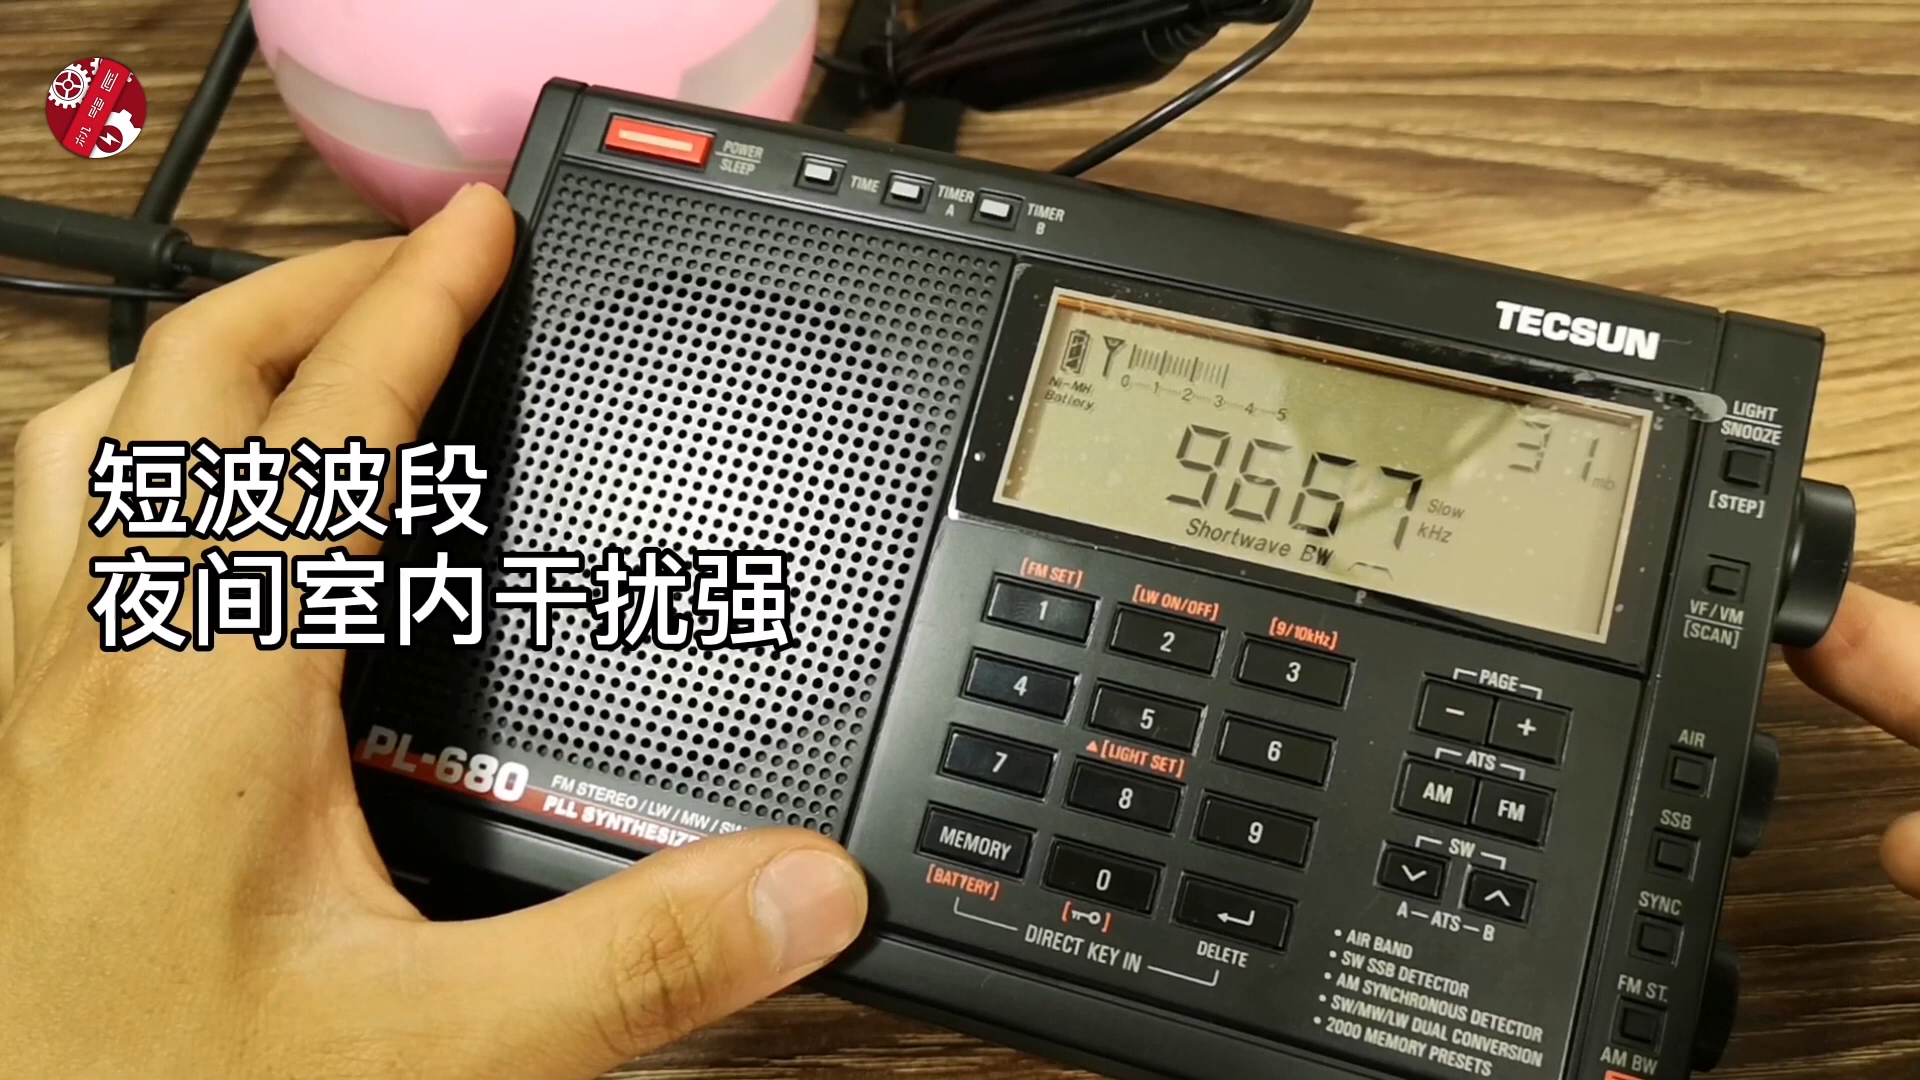 机智匠
POWER
SLEEP
TIME
TIMER
A
TIMER
B
TECSUN
LIGHT
SNOOZE
[STEP]
Ni-MH
Battery
0 1 2 3 4 5
31 mb
9667
Slow
kHz
Shortwave BW
短波波段
夜间室内干扰强
VF/VM
[SCAN]
[FM SET]
[LW ON/OFF]
[9/10kHz]
1
2
3
4
5
6
▲[LIGHT SET]
7
8
9
MEMORY
0
[BATTERY]
DIRECT KEY IN
DELETE
PAGE
- +
ATS
AM FM
SW
A—ATS—B
AIR
SSB
SYNC
FM ST.
AM BW
• AIR BAND
• SW SSB DETECTOR
• AM SYNCHRONOUS DETECTOR
• SW/MW/LW DUAL CONVERSION
• 2000 MEMORY PRESETS
PL-680
FM STEREO / LW / MW /
PLL